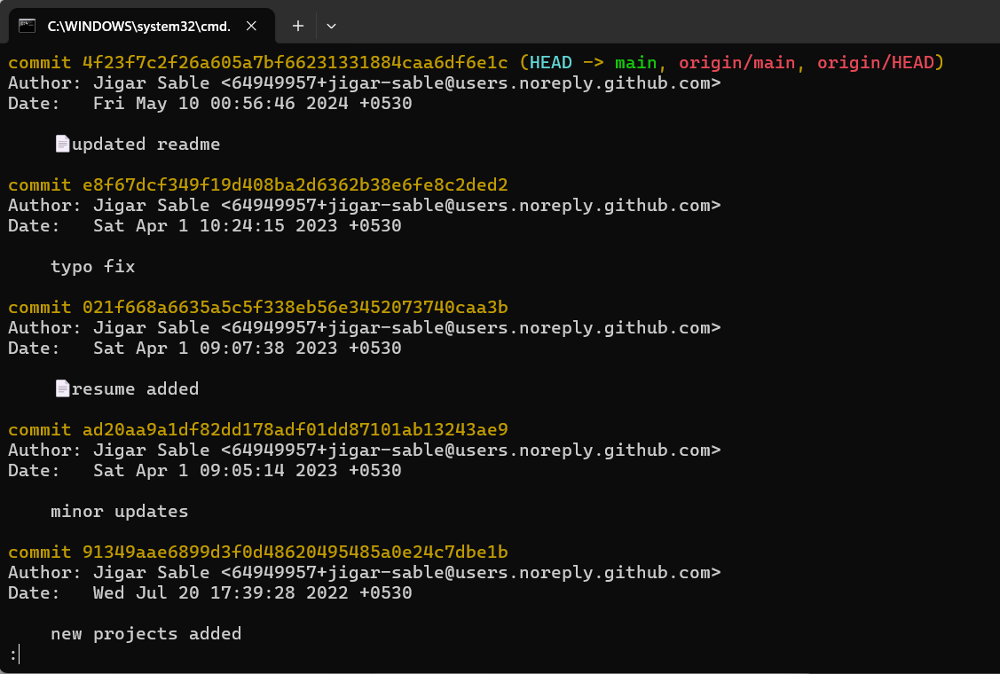 C:\WINDOWS\system32\cmd.
commit 4f23f7c2f26a605a7bf66231331884caa6df6e1c (HEAD -> main, origin/main, origin/HEAD)
Author: Jigar Sable <64949957+jigar-sable@users.noreply.github.com>
Date:   Fri May 10 00:56:46 2024 +0530
📄updated readme
commit e8f67dcf349f19d408ba2d6362b38e6fe8c2ded2
Author: Jigar Sable <64949957+jigar-sable@users.noreply.github.com>
Date:   Sat Apr 1 10:24:15 2023 +0530
typo fix
commit 021f668a6635a5c5f338eb56e3452073740caa3b
Author: Jigar Sable <64949957+jigar-sable@users.noreply.github.com>
Date:   Sat Apr 1 09:07:38 2023 +0530
📄resume added
commit ad20aa9a1df82dd178adf01dd87101ab13243ae9
Author: Jigar Sable <64949957+jigar-sable@users.noreply.github.com>
Date:   Sat Apr 1 09:05:14 2023 +0530
minor updates
commit 91349aae6899d3f0d48620495485a0e24c7dbe1b
Author: Jigar Sable <64949957+jigar-sable@users.noreply.github.com>
Date:   Wed Jul 20 17:39:28 2022 +0530
new projects added
: